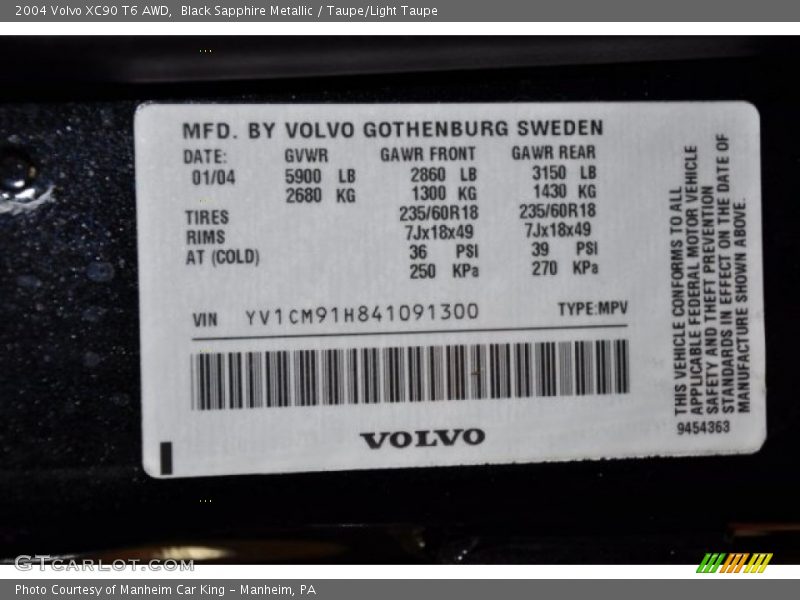 2004 Volvo XC90 T6 AWD,  Black Sapphire Metallic / Taupe/Light Taupe
MFD. BY VOLVO GOTHENBURG SWEDEN
DATE: GVWR GAWR FRONT GAWR REAR
01/04 5900 LB 2860 LB 3150 LB
2680 KG 1300 KG 1430 KG
TIRES 235/60R18 235/60R18
RIMS 7Jx18x49 7Jx18x49
AT (COLD) 36 PSI 39 PSI
250 KPa 270 KPa
VIN YV1CM91H841091300 TYPE:MPV
VOLVO
THIS VEHICLE CONFORMS TO ALL
APPLICABLE FEDERAL MOTOR VEHICLE
SAFETY AND THEFT PREVENTION
STANDARDS IN EFFECT ON THE DATE OF
MANUFACTURE SHOWN ABOVE.
9454363
GTcarlot.com
Photo Courtesy of Manheim Car King - Manheim, PA